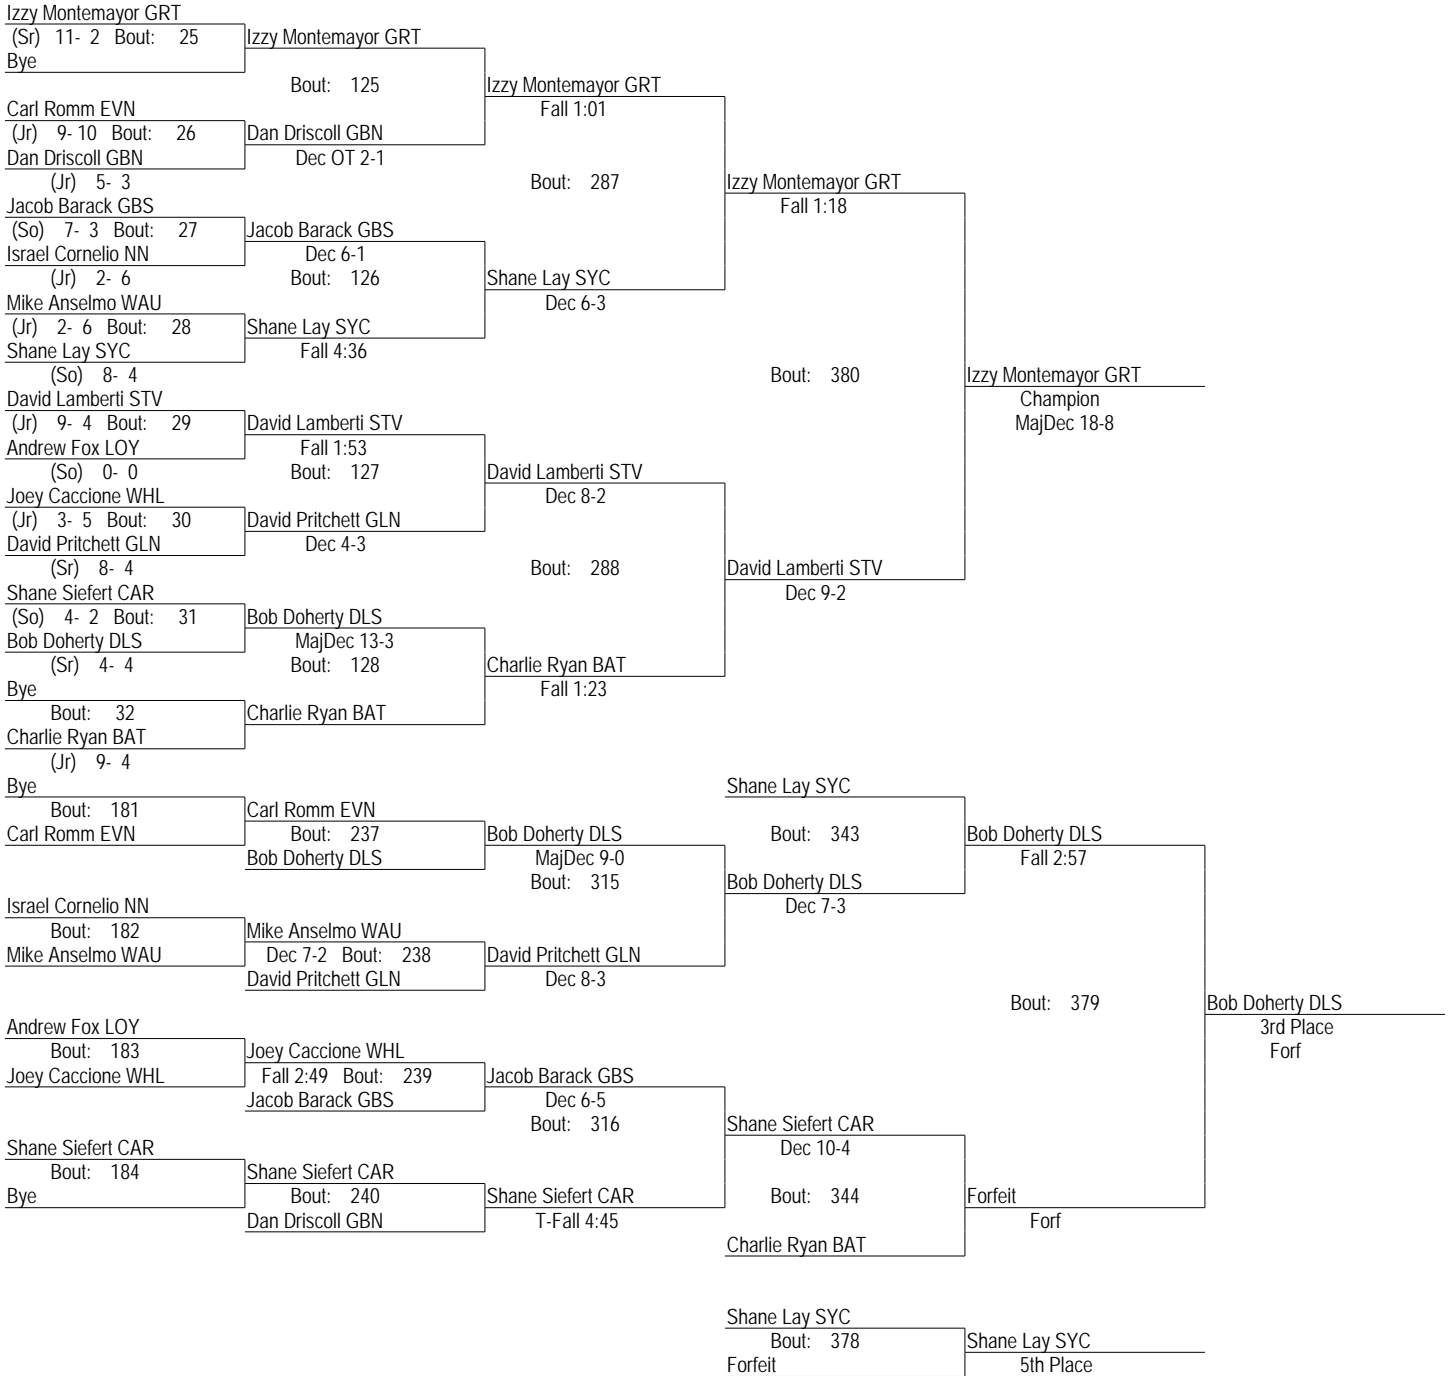 Izzy Montemayor GRT
(Sr) 11- 2 Bout: 25 Izzy Montemayor GRT
Bye
Bout: 125 Izzy Montemayor GRT
Carl Romm EVN Fall 1:01
(Jr) 9- 10 Bout: 26 Dan Driscoll GBN
Dan Driscoll GBN Dec OT 2-1
(Jr) 5- 3 Bout: 287 Izzy Montemayor GRT
Jacob Barack GBS Fall 1:18
(So) 7- 3 Bout: 27 Jacob Barack GBS
Israel Cornelio NN Dec 6-1
(Jr) 2- 6 Bout: 126 Shane Lay SYC
Mike Anselmo WAU Dec 6-3
(Jr) 2- 6 Bout: 28 Shane Lay SYC
Shane Lay SYC Fall 4:36
(So) 8- 4 Bout: 380 Izzy Montemayor GRT
David Lamberti STV Champion
(Jr) 9- 4 Bout: 29 David Lamberti STV MajDec 18-8
Andrew Fox LOY Fall 1:53
(So) 0- 0 Bout: 127 David Lamberti STV
Joey Caccione WHL Dec 8-2
(Jr) 3- 5 Bout: 30 David Pritchett GLN
David Pritchett GLN Dec 4-3
(Sr) 8- 4 Bout: 288 David Lamberti STV
Shane Siefert CAR Dec 9-2
(So) 4- 2 Bout: 31 Bob Doherty DLS
Bob Doherty DLS MajDec 13-3
(Sr) 4- 4 Bout: 128 Charlie Ryan BAT
Bye Fall 1:23
Bout: 32 Charlie Ryan BAT
Charlie Ryan BAT
(Jr) 9- 4
Bye Shane Lay SYC
Bout: 181 Carl Romm EVN
Carl Romm EVN Bout: 237 Bob Doherty DLS Bout: 343 Bob Doherty DLS
Bob Doherty DLS MajDec 9-0 Fall 2:57
Bout: 315 Bob Doherty DLS
Israel Cornelio NN Dec 7-3
Bout: 182 Mike Anselmo WAU
Mike Anselmo WAU Dec 7-2 Bout: 238 David Pritchett GLN
David Pritchett GLN Dec 8-3
Bout: 379 Bob Doherty DLS
Andrew Fox LOY 3rd Place
Bout: 183 Joey Caccione WHL Forf
Joey Caccione WHL Fall 2:49 Bout: 239 Jacob Barack GBS
Jacob Barack GBS Dec 6-5
Bout: 316 Shane Siefert CAR
Shane Siefert CAR Dec 10-4
Bout: 184 Shane Siefert CAR
Bye Bout: 240 Shane Siefert CAR Bout: 344 Forfeit
Dan Driscoll GBN T-Fall 4:45 Forf
Charlie Ryan BAT
Shane Lay SYC
Bout: 378 Shane Lay SYC
Forfeit 5th Place